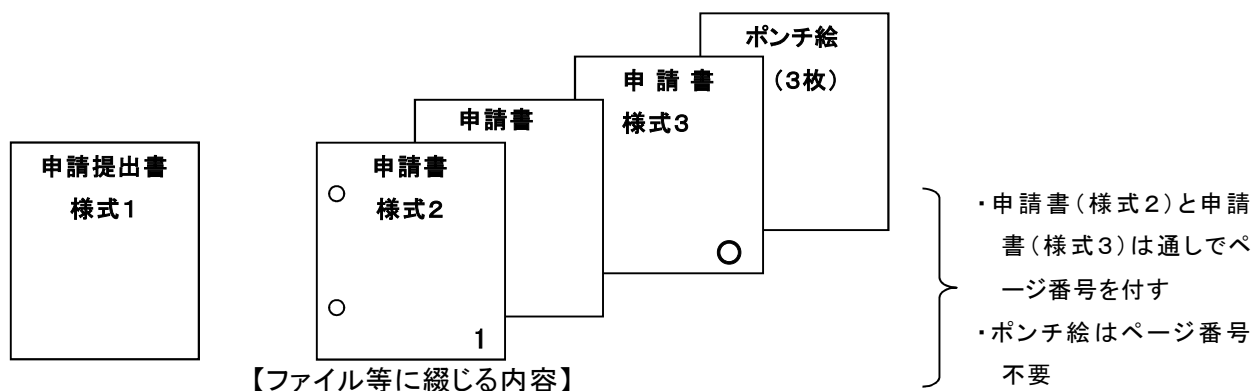 申請提出書
様式1
申請書
様式2
1
申請書
申 請 書
様式3
〇
ポンチ絵
(3枚)
【ファイル等に綴じる内容】
・申請書(様式2)と申請
書(様式3)は通しでペ
ージ番号を付す
・ポンチ絵はページ番号
不要